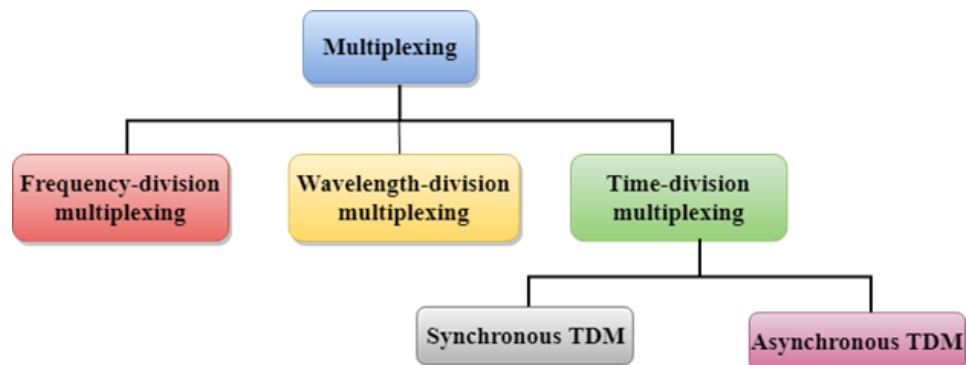 Multiplexing
Frequency-division
multiplexing
Wavelength-division
multiplexing
Time-division
multiplexing
Synchronous TDM
Asynchronous TDM